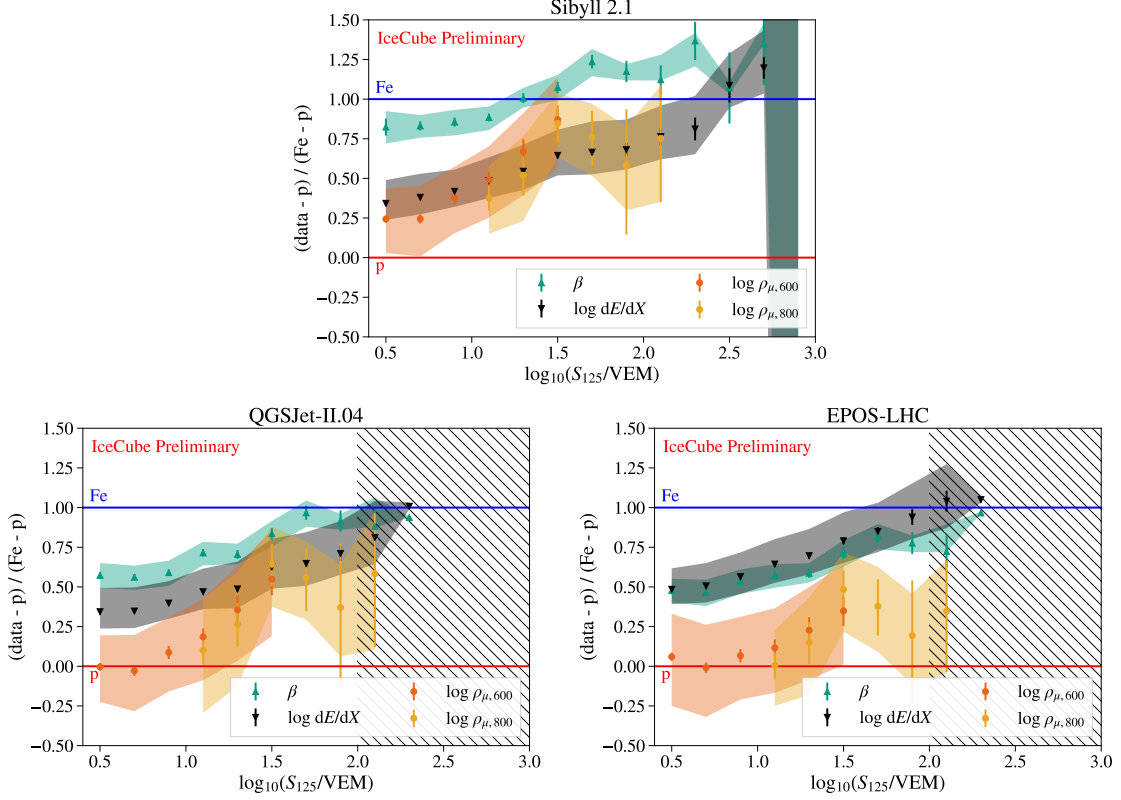 Sibyll 2.1
IceCube Preliminary
Fe
p
(data - p) / (Fe - p)
1.50
1.25
1.00
0.75
0.50
0.25
0.00
−0.25
−0.50
β
log dE/dX
log ρμ,600
log ρμ,800
0.5 1.0 1.5 2.0 2.5 3.0
log10(S125/VEM)
QGSJet-II.04
IceCube Preliminary
Fe
p
(data - p) / (Fe - p)
1.50
1.25
1.00
0.75
0.50
0.25
0.00
−0.25
−0.50
β
log dE/dX
log ρμ,600
log ρμ,800
0.5 1.0 1.5 2.0 2.5 3.0
log10(S125/VEM)
EPOS-LHC
IceCube Preliminary
Fe
p
(data - p) / (Fe - p)
1.50
1.25
1.00
0.75
0.50
0.25
0.00
−0.25
−0.50
β
log dE/dX
log ρμ,600
log ρμ,800
0.5 1.0 1.5 2.0 2.5 3.0
log10(S125/VEM)